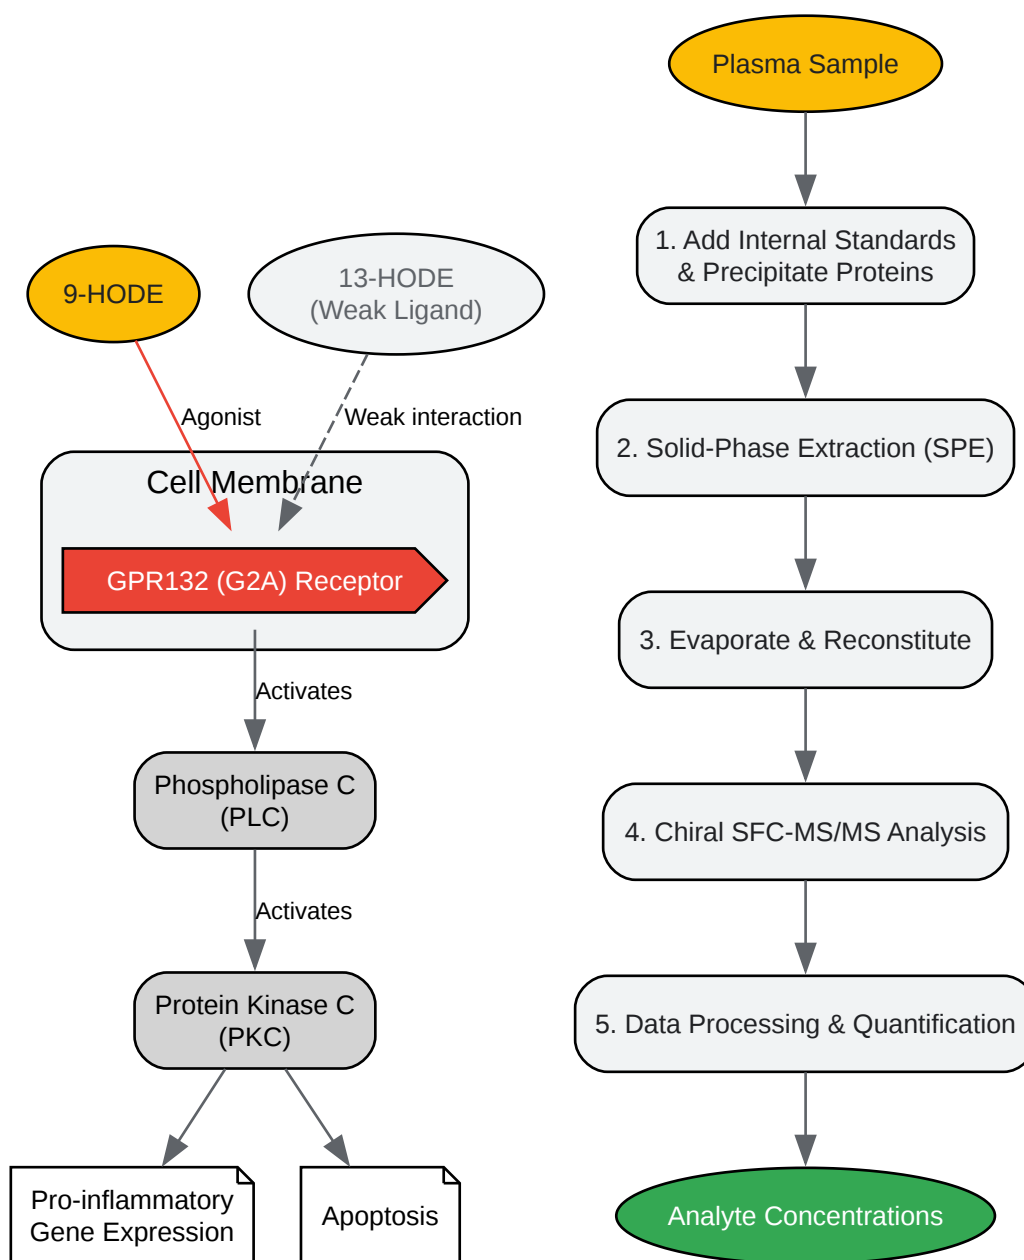 9-HODE
13-HODE
(Weak Ligand)
Agonist
Weak interaction
Cell Membrane
GPR132 (G2A) Receptor
Activates
Phospholipase C
(PLC)
Activates
Protein Kinase C
(PKC)
Pro-inflammatory
Gene Expression
Apoptosis
Plasma Sample
1. Add Internal Standards
& Precipitate Proteins
2. Solid-Phase Extraction (SPE)
3. Evaporate & Reconstitute
4. Chiral SFC-MS/MS Analysis
5. Data Processing & Quantification
Analyte Concentrations